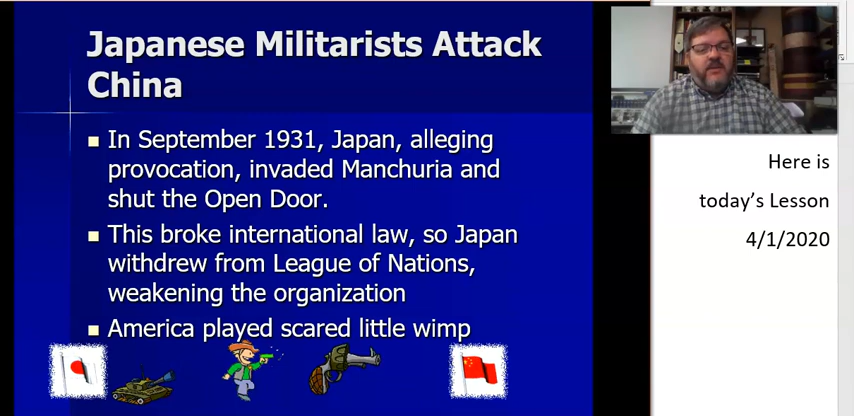 Japanese Militarists Attack
China
In September 1931, Japan, alleging
provocation, invaded Manchuria and
shut the Open Door.
This broke international law, so Japan
withdrew from League of Nations,
weakening the organization
America played scared little wimp
Here is
today's Lesson
4/1/2020